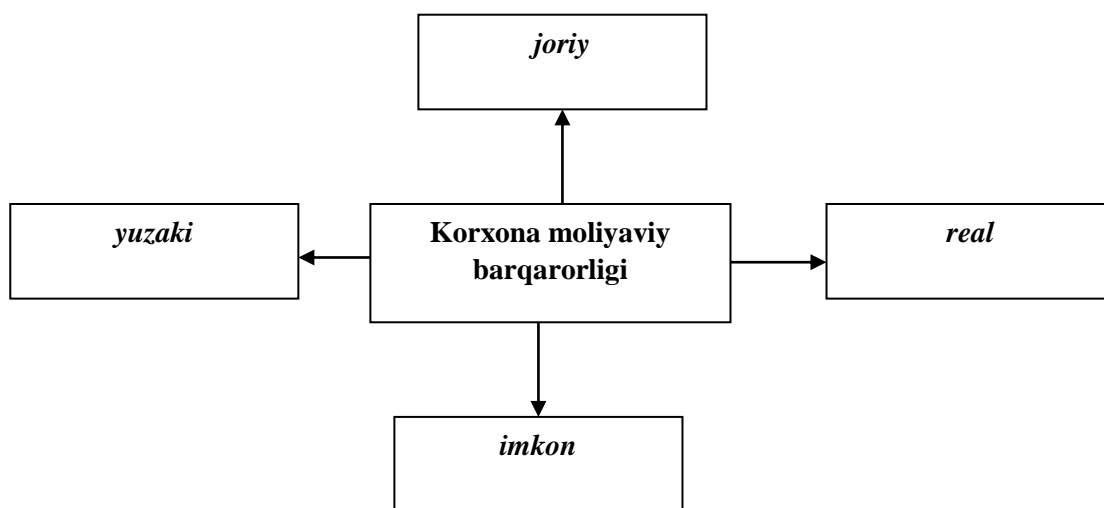 joriy
yuzaki
Korxona moliyaviy
barqarorligi
real
imkon